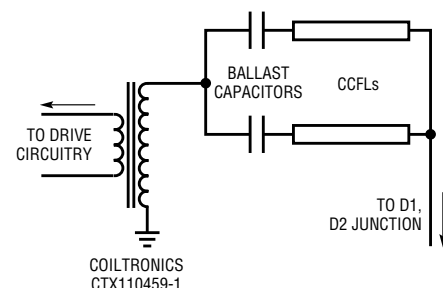 BALLAST
CAPACITORS
CCFLs
TO DRIVE
CIRCUITRY
TO D1,
D2 JUNCTION
COILTRONICS
CTX110459-1